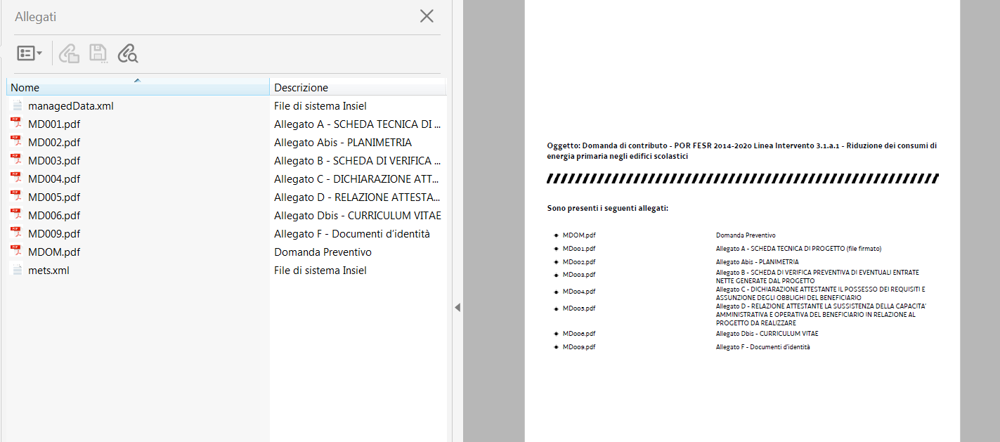 Allegati
Nome Descrizione
managedData.xml File di sistema Insiel
MD001.pdf Allegato A - SCHEDA TECNICA DI ...
MD002.pdf Allegato Abis - PLANIMETRIA
MD003.pdf Allegato B - SCHEDA DI VERIFICA ...
MD004.pdf Allegato C - DICHIARAZIONE ATT...
MD005.pdf Allegato D - RELAZIONE ATTESTA...
MD006.pdf Allegato Dbis - CURRICULUM VITAE
MD009.pdf Allegato F - Documenti d'identità
MDOM.pdf Domanda Preventivo
mets.xml File di sistema Insiel
Oggetto: Domanda di contributo - POR FESR 2014-2020 Linea Intervento 3.1.a.1 - Riduzione dei consumi di
energia primaria negli edifici scolastici
Sono presenti i seguenti allegati:
MDOM.pdf Domanda Preventivo
MD001.pdf Allegato A - SCHEDA TECNICA DI PROGETTO (file firmato)
MD002.pdf Allegato Abis - PLANIMETRIA
MD003.pdf Allegato B - SCHEDA DI VERIFICA PREVENTIVA DI EVENTUALI ENTRATE
NETTE GENERATE DAL PROGETTO
MD004.pdf Allegato C - DICHIARAZIONE ATTESTANTE IL POSSESSO DEI REQUISITI E
ASSUNZIONE DEGLI OBBLIGHI DEL BENEFICIARIO
MD005.pdf Allegato D - RELAZIONE ATTESTANTE LA SUSSISTENZA DELLA CAPACITA'
AMMINISTRATIVA E OPERATIVA DEL BENEFICIARIO IN RELAZIONE AL
PROGETTO DA REALIZZARE
MD006.pdf Allegato Dbis - CURRICULUM VITAE
MD009.pdf Allegato F - Documenti d'identità